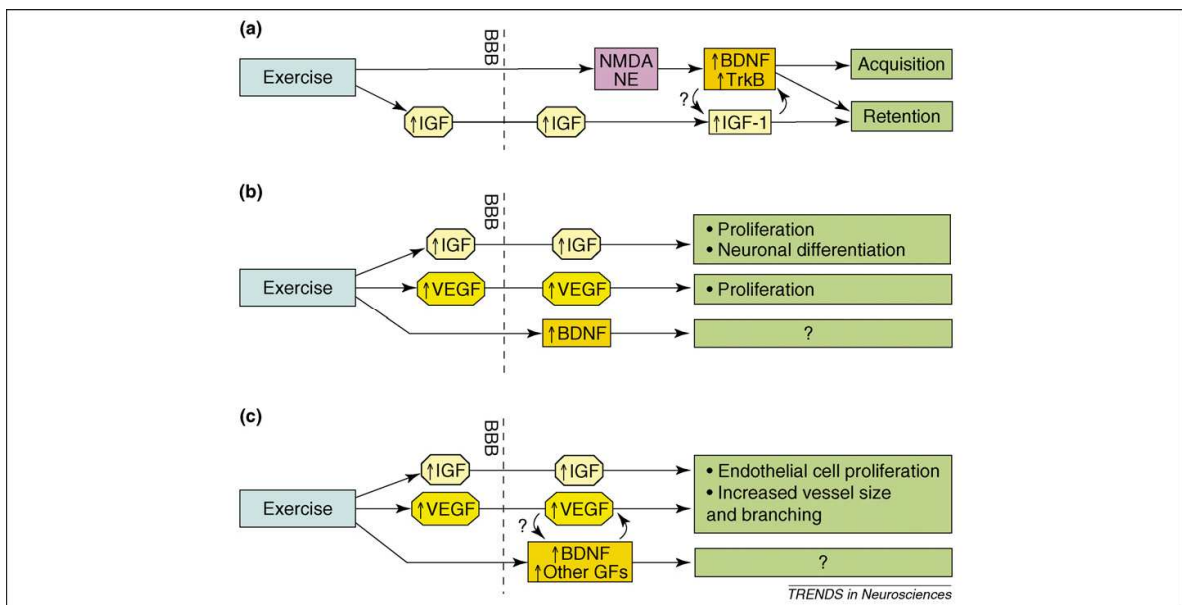 (a)
BBB
Exercise
NMDA
NE
↑BDNF
↑TrkB
Acquisition
?
↑IGF
↑IGF
↑IGF-1
Retention
(b)
BBB
Exercise
↑IGF
↑IGF
• Proliferation
• Neuronal differentiation
↑VEGF
↑VEGF
• Proliferation
↑BDNF
?
(c)
BBB
Exercise
↑IGF
↑IGF
• Endothelial cell proliferation
• Increased vessel size
and branching
↑VEGF
↑VEGF
?
↑BDNF
↑Other GFs
?
TRENDS in Neurosciences